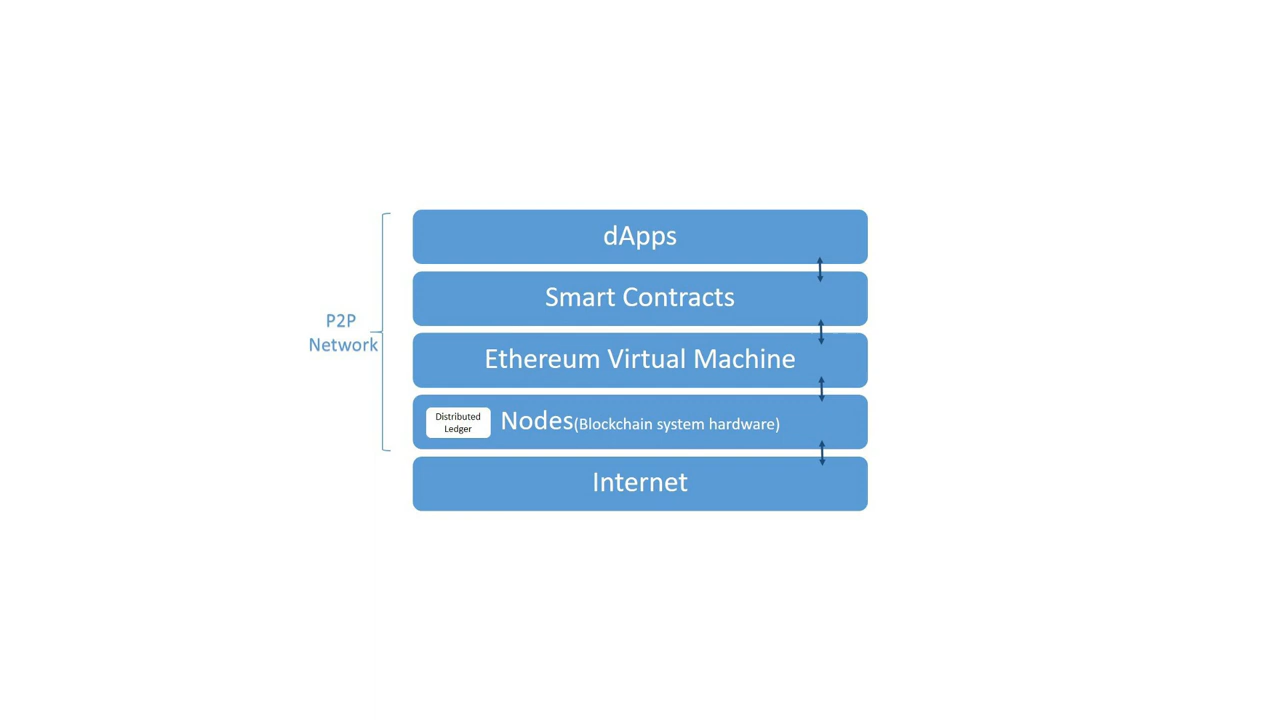 dApps
Smart Contracts
P2P
Network
Ethereum Virtual Machine
Distributed
Ledger
Nodes(Blockchain system hardware)
Internet